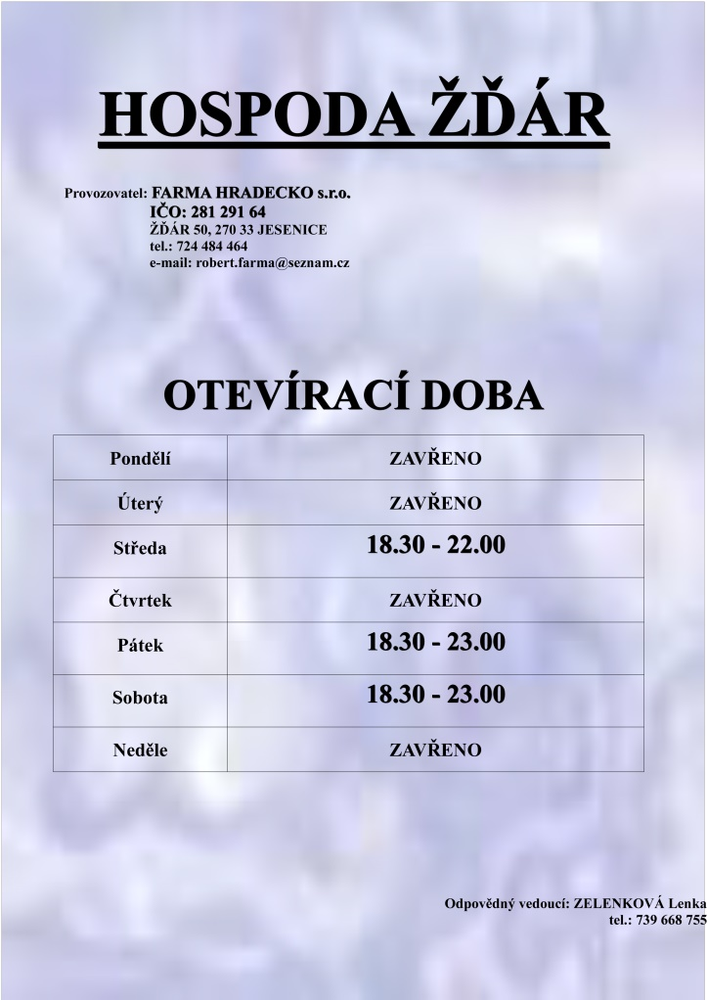 HOSPODA ŽĎÁR
Provozovatel: FARMA HRADECKO s.r.o.
IČO: 281 291 64
ŽĎÁR 50, 270 33 JESENICE
tel.: 724 484 464
e-mail: robert.farma@seznam.cz
OTEVÍRACÍ DOBA
Pondělí ZAVŘENO
Úterý ZAVŘENO
Středa 18.30 - 22.00
Čtvrtek ZAVŘENO
Pátek 18.30 - 23.00
Sobota 18.30 - 23.00
Neděle ZAVŘENO
Odpovědný vedoucí: ZELENKOVÁ Lenka
tel.: 739 668 755